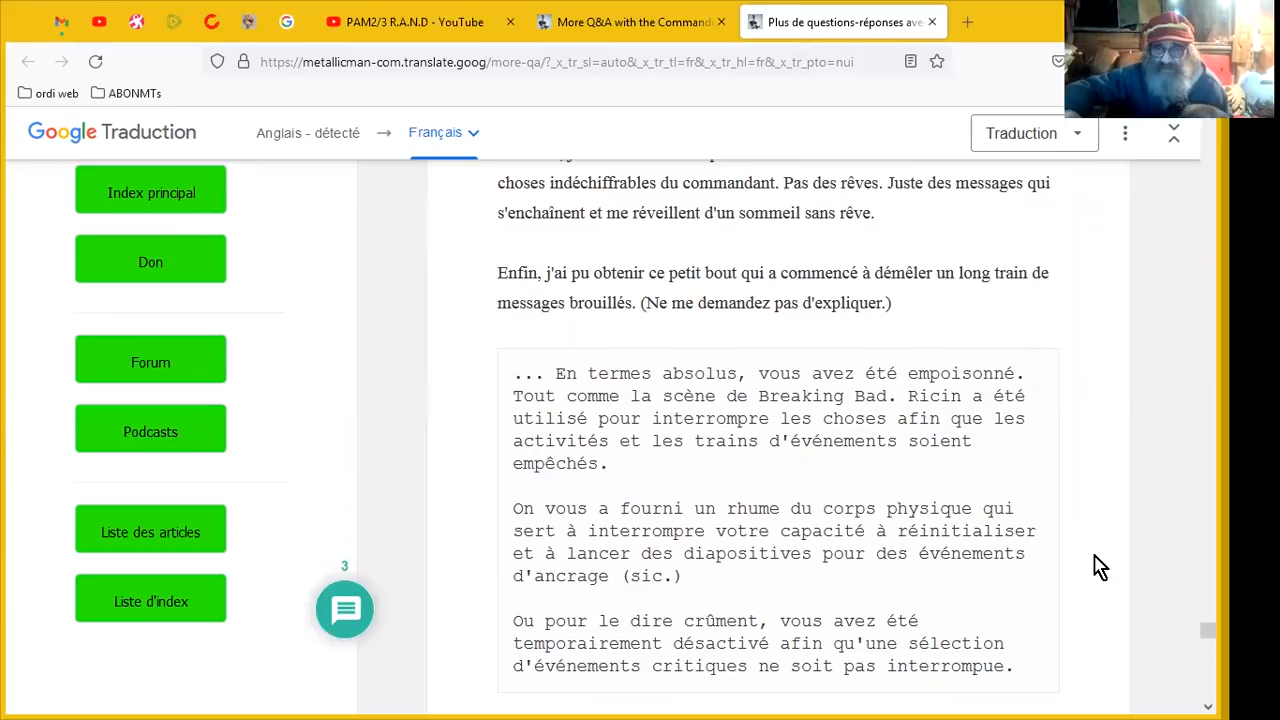 PAM2/3 R.A.N.D - YouTube
More Q&A with the Command
Plus de questions-réponses ave
https://metallicman-com.translate.goog/more-qa/?_x_tr_sl=auto&_x_tr_tl=fr&_x_tr_hl=fr&_x_tr_pto=nui
ordi web
ABONMTs
Google Traduction
Anglais - détecté
Français
Traduction
Index principal
Don
Forum
Podcasts
Liste des articles
Liste d'index
3
choses indéchiffrables du commandant. Pas des rêves. Juste des messages qui
s'enchaînent et me réveillent d'un sommeil sans rêve.
Enfin, j'ai pu obtenir ce petit bout qui a commencé à démêler un long train de
messages brouillés. (Ne me demandez pas d'expliquer.)
... En termes absolus, vous avez été empoisonné.
Tout comme la scène de Breaking Bad. Ricin a été
utilisé pour interrompre les choses afin que les
activités et les trains d'événements soient
empêchés.
On vous a fourni un rhume du corps physique qui
sert à interrompre votre capacité à réinitialiser
et à lancer des diapositives pour des événements
d'ancrage (sic.)
Ou pour le dire crûment, vous avez été
temporairement désactivé afin qu'une sélection
d'événements critiques ne soit pas interrompue.